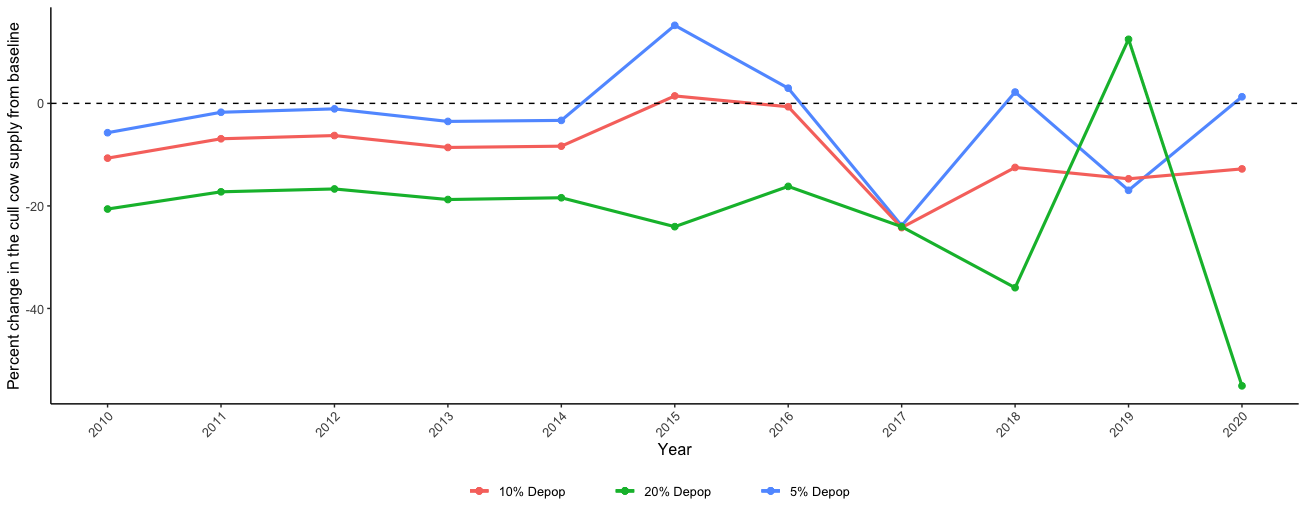 Percent change in the cull cow supply from baseline
0
-20
-40
2010 2011 2012 2013 2014 2015 2016 2017 2018 2019 2020
Year
10% Depop 20% Depop 5% Depop